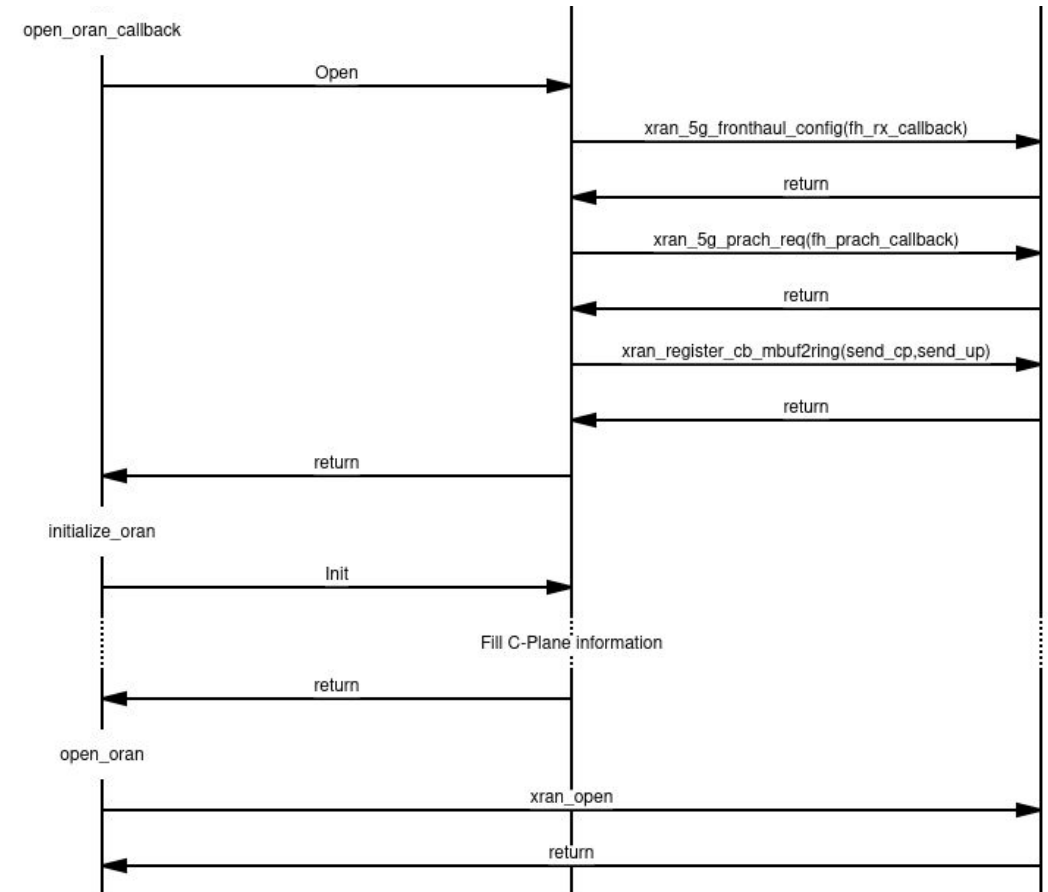 open_oran_callback
Open
xran_5g_fronthaul_config(fh_rx_callback)
return
xran_5g_prach_req(fh_prach_callback)
return
xran_register_cb_mbuf2ring(send_cp,send_up)
return
return
initialize_oran
Init
Fill C-Plane information
return
open_oran
xran_open
return